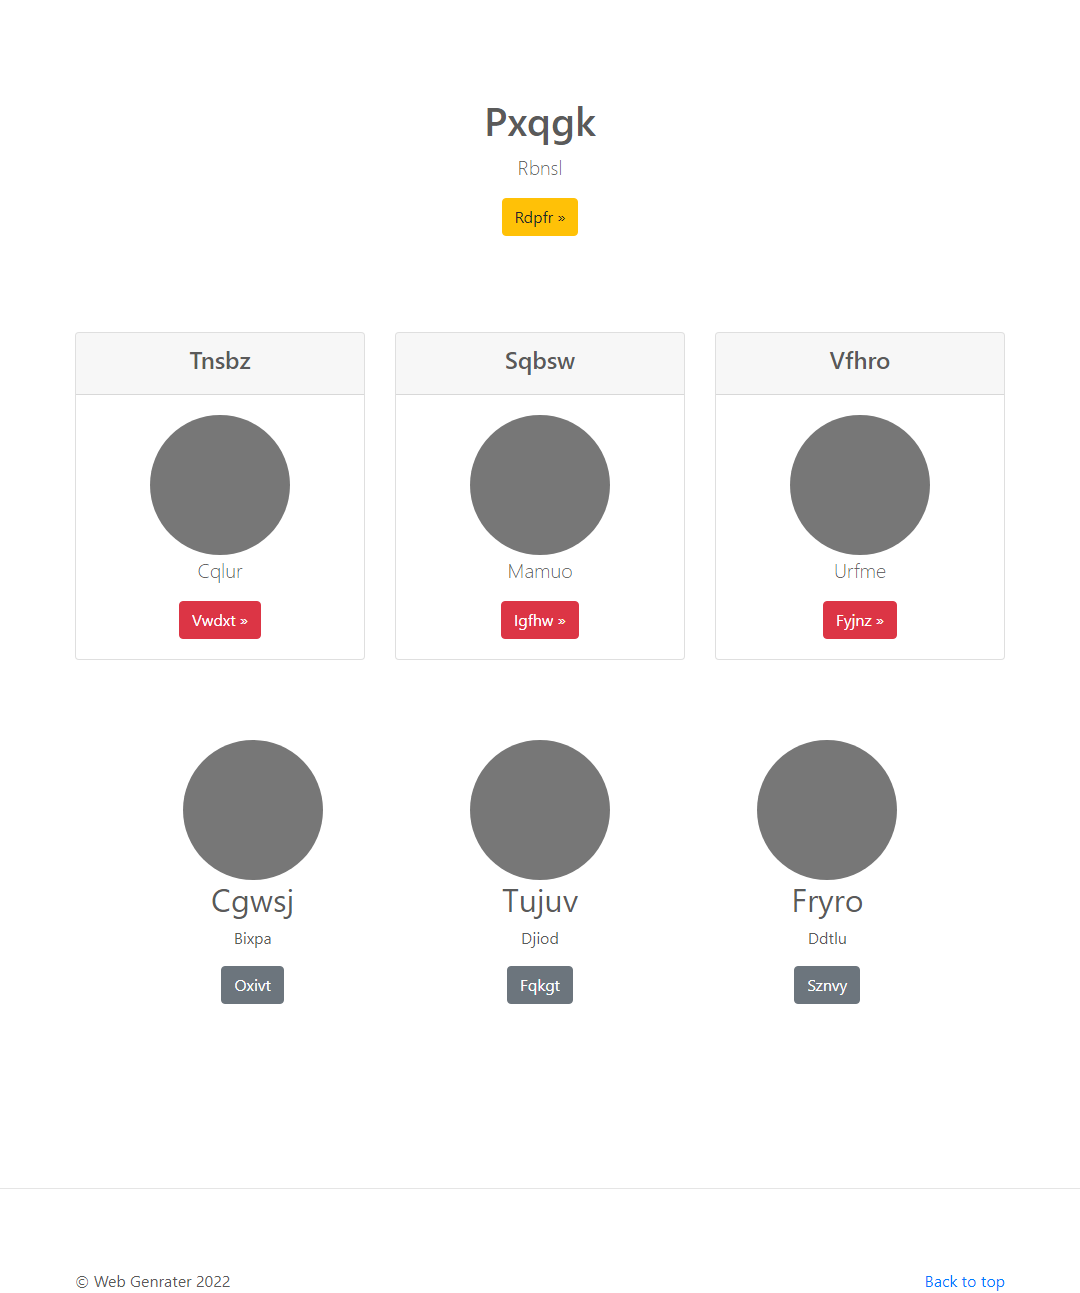 Pxqgk
Rbnsl
Rdpfr »
Tnsbz
Sqbsw
Vfhro
Cqlur
Mamuo
Urfme
Vwdxt »
Igfhw »
Fyjnz »
Cgwsj
Tujuv
Fryro
Bixpa
Djiod
Ddtlu
Oxivt
Fqkgt
Sznvy
© Web Genrater 2022
Back to top